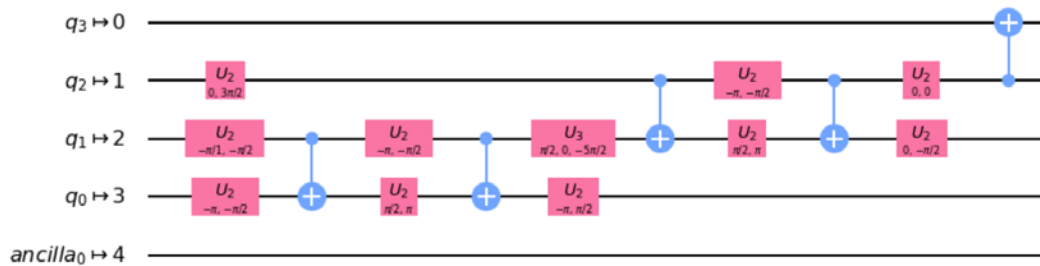 q3 ↦ 0
q2 ↦ 1 U2 0, 3π/2 U2 −π, −π/2 U2 0, 0
q1 ↦ 2 U2 −π/1, −π/2 U2 −π, −π/2 U3 π/2, 0, −5π/2 U2 π/2, π U2 0, −π/2
q0 ↦ 3 U2 −π, −π/2 U2 π/2, π U2 −π, π/2
ancilla0 ↦ 4